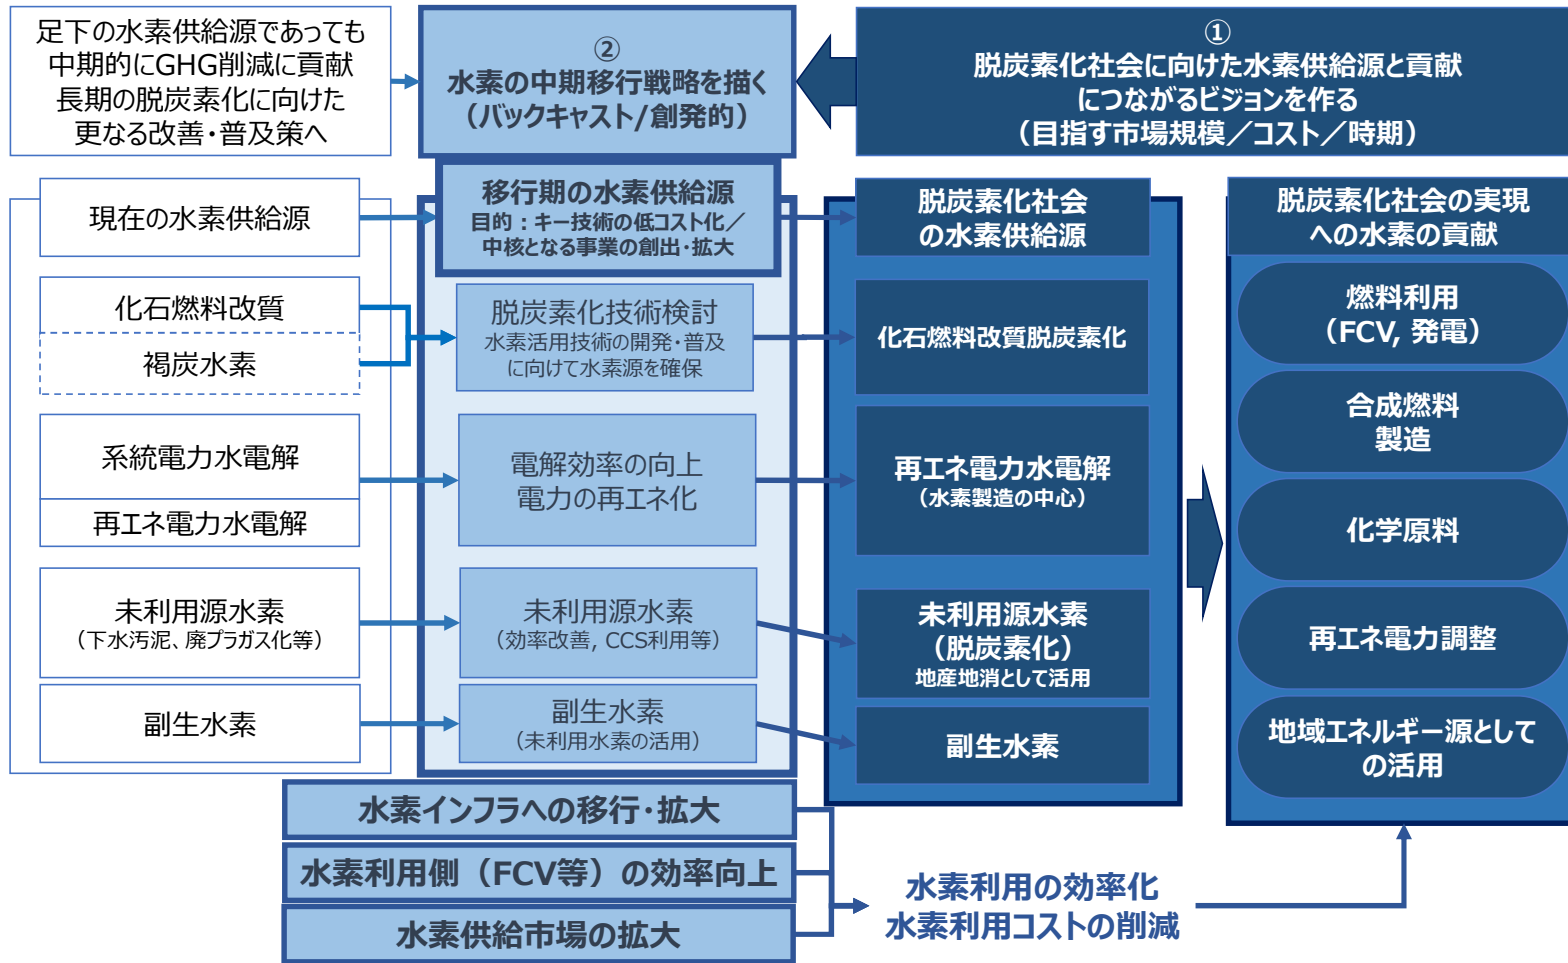 足下の水素供給源であっても
中期的にGHG削減に貢献
長期の脱炭素化に向けた
更なる改善・普及策へ
②
水素の中期移行戦略を描く
（バックキャスト/創発的）
①
脱炭素化社会に向けた水素供給源と貢献
につながるビジョンを作る
（目指す市場規模／コスト／時期）
現在の水素供給源
移行期の水素供給源
目的：キー技術の低コスト化／
中核となる事業の創出・拡大
脱炭素化社会
の水素供給源
脱炭素化社会の実現
への水素の貢献
化石燃料改質
褐炭水素
脱炭素化技術検討
水素活用技術の開発・普及
に向けて水素源を確保
化石燃料改質脱炭素化
燃料利用
（FCV, 発電）
合成燃料
製造
系統電力水電解
再エネ電力水電解
電解効率の向上
電力の再エネ化
再エネ電力水電解
（水素製造の中心）
化学原料
未利用源水素
（下水汚泥、廃プラガス化等）
未利用源水素
（効率改善, CCS利用等）
未利用源水素
（脱炭素化）
地産地消として活用
再エネ電力調整
副生水素
副生水素
（未利用水素の活用）
副生水素
地域エネルギー源として
の活用
水素インフラへの移行・拡大
水素利用側（FCV等）の効率向上
水素供給市場の拡大
水素利用の効率化
水素利用コストの削減